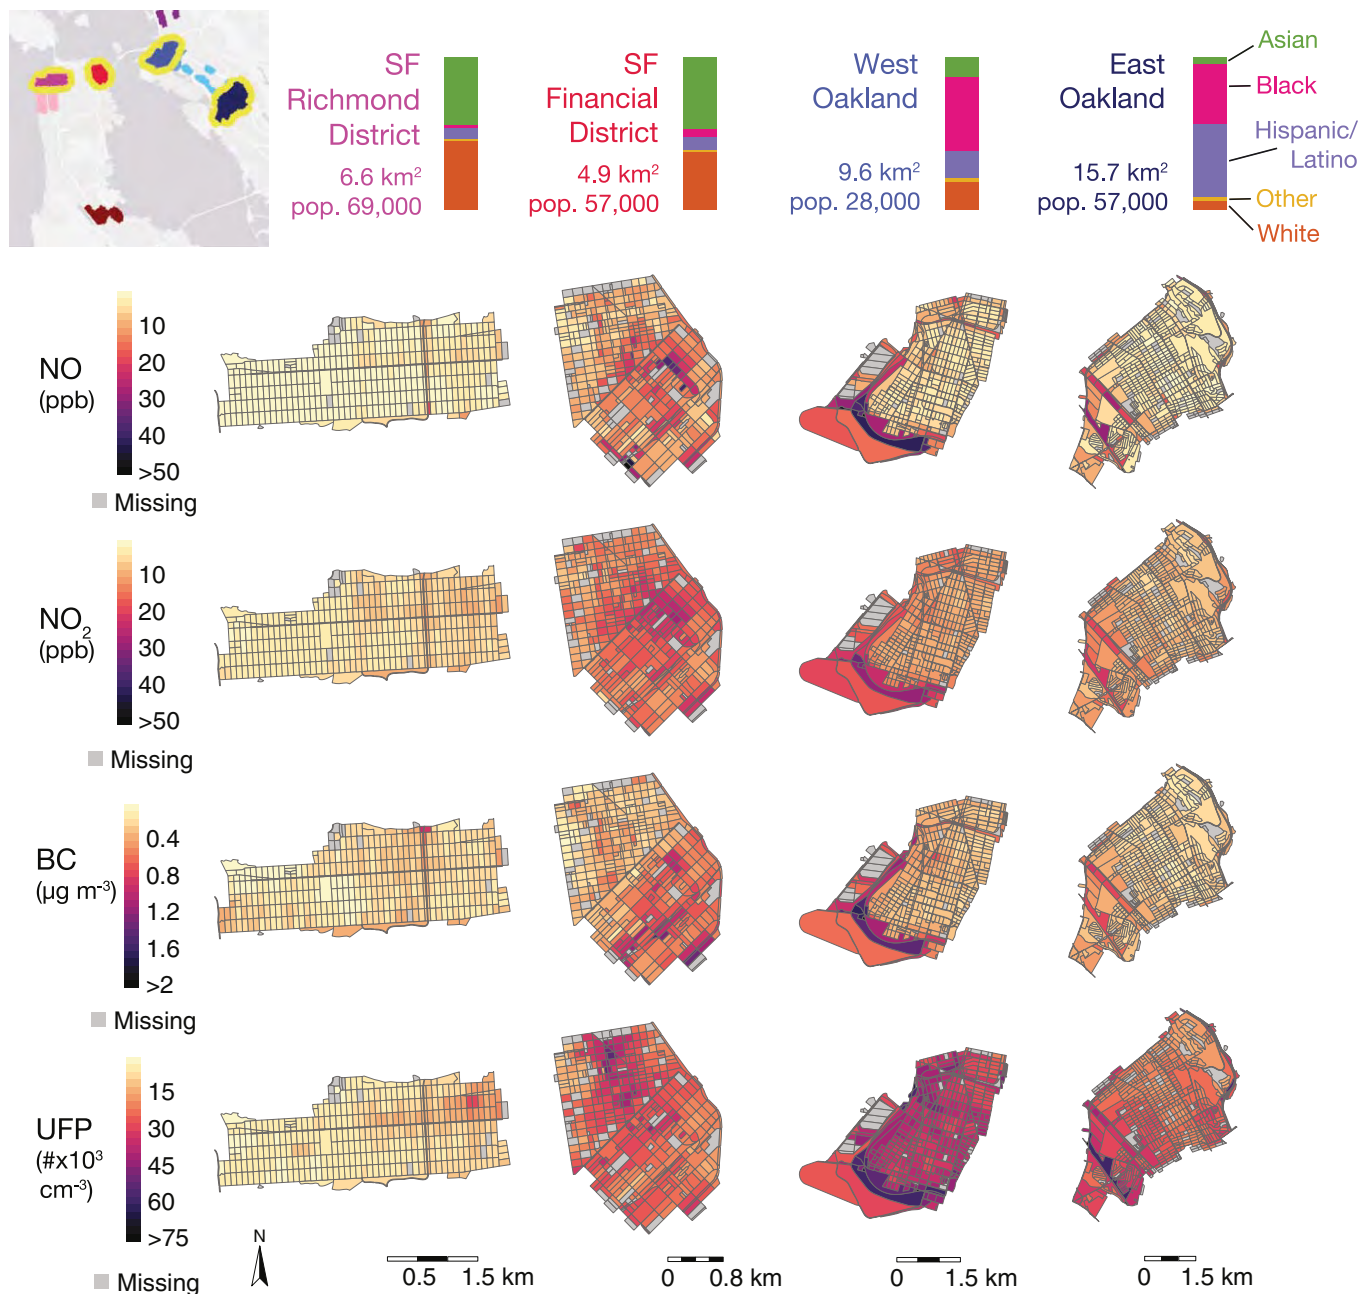 SF
Richmond
District
6.6 km²
pop. 69,000
SF
Financial
District
4.9 km²
pop. 57,000
West
Oakland
9.6 km²
pop. 28,000
East
Oakland
15.7 km²
pop. 57,000
Asian
Black
Hispanic/
Latino
Other
White
NO
(ppb)
10
20
30
40
>50
Missing
NO₂
(ppb)
10
20
30
40
>50
Missing
BC
(µg m⁻³)
0.4
0.8
1.2
1.6
>2
Missing
UFP
(#x10³
cm⁻³)
15
30
45
60
>75
Missing
N
0.5 1.5 km
0 0.8 km
0 1.5 km
0 1.5 km